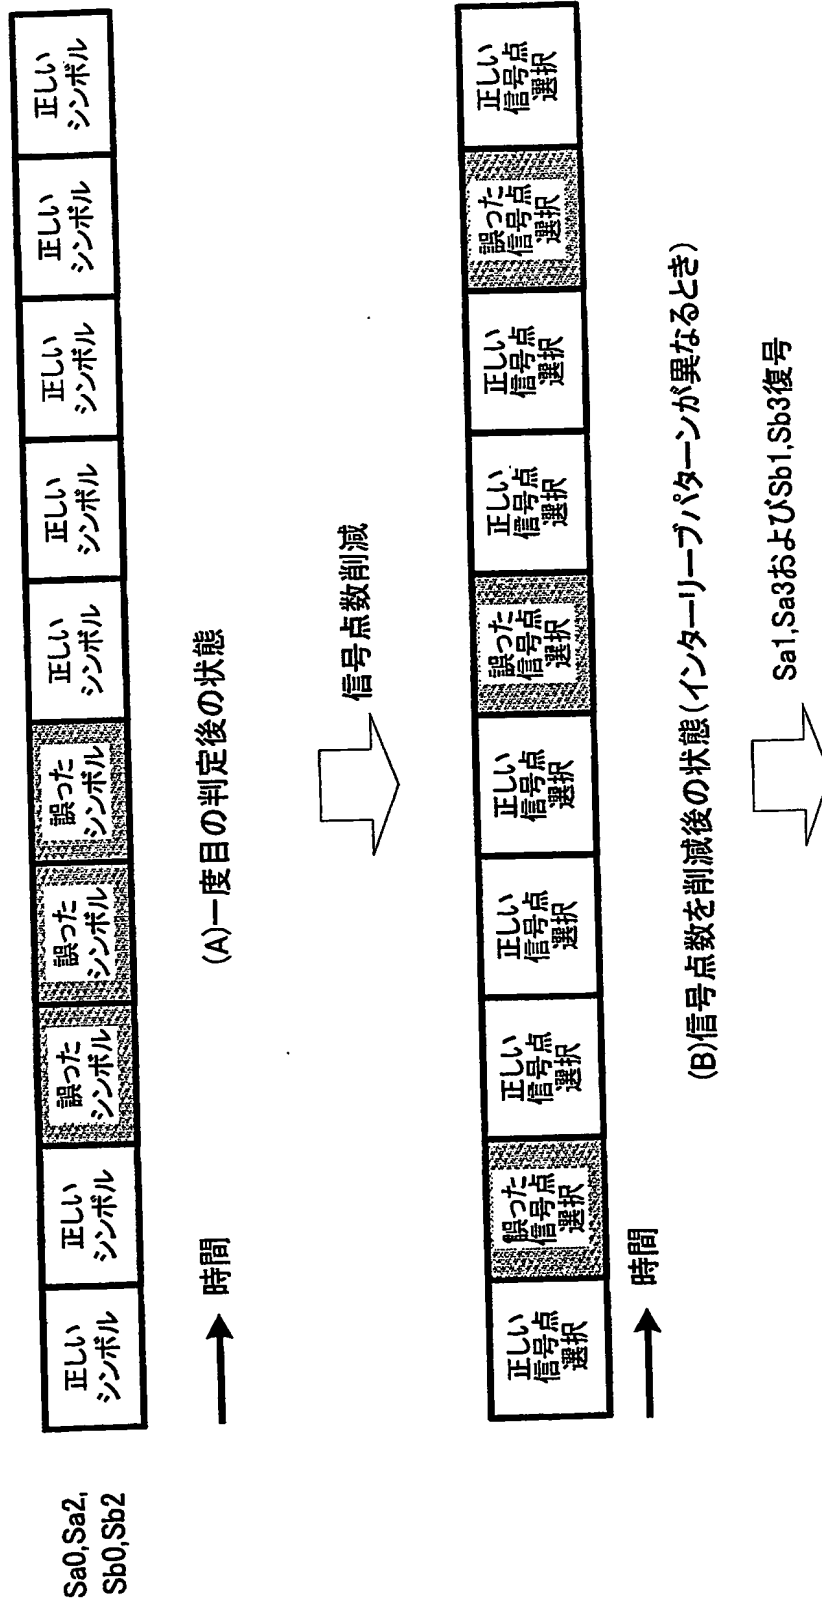 Sa0,Sa2,
Sb0,Sb2
正しい
シンボル
正しい
シンボル
誤った
シンボル
誤った
シンボル
誤った
シンボル
正しい
シンボル
正しい
シンボル
正しい
シンボル
正しい
シンボル
正しい
シンボル
時間
(A)一度目の判定後の状態
信号点数削減
正しい
信号点
選択
誤った
信号点
選択
正しい
信号点
選択
正しい
信号点
選択
正しい
信号点
選択
誤った
信号点
選択
正しい
信号点
選択
正しい
信号点
選択
誤った
信号点
選択
正しい
信号点
選択
時間
(B)信号点数を削減後の状態(インターリーブパターンが異なるとき)
Sa1,Sa3およびSb1,Sb3復号